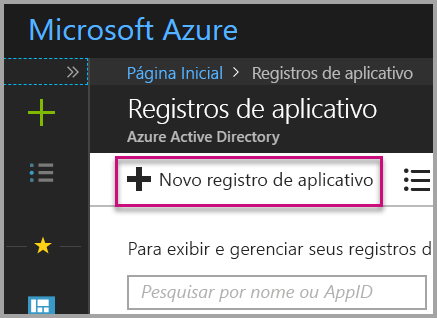 Microsoft Azure
Página Inicial > Registros de aplicativo
Registros de aplicativo
Azure Active Directory
Novo registro de aplicativo
Para exibir e gerenciar seus registros d
Pesquisar por nome ou AppID